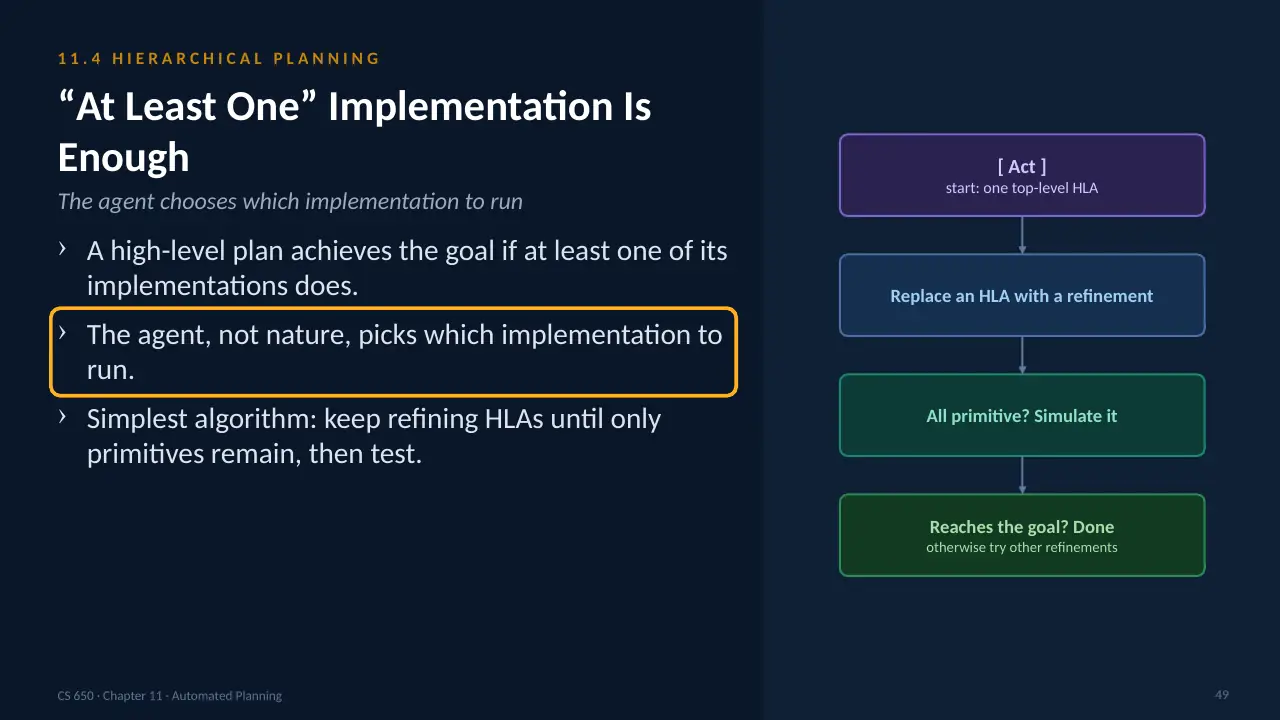 11.4 HIERARCHICAL PLANNING
“At Least One” Implementation Is
Enough
The agent chooses which implementation to run
› A high-level plan achieves the goal if at least one of its
implementations does.
› The agent, not nature, picks which implementation to
run.
› Simplest algorithm: keep refining HLAs until only
primitives remain, then test.
[ Act ]
start: one top-level HLA
Replace an HLA with a refinement
All primitive? Simulate it
Reaches the goal? Done
otherwise try other refinements
CS 650 · Chapter 11 · Automated Planning
49